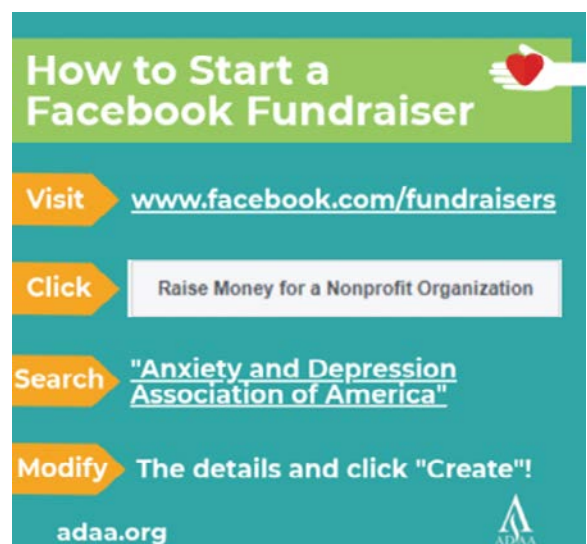 How to Start a
Facebook Fundraiser
Visit www.facebook.com/fundraisers
Click Raise Money for a Nonprofit Organization
Search "Anxiety and Depression
Association of America"
Modify The details and click "Create"!
adaa.org
ADAA